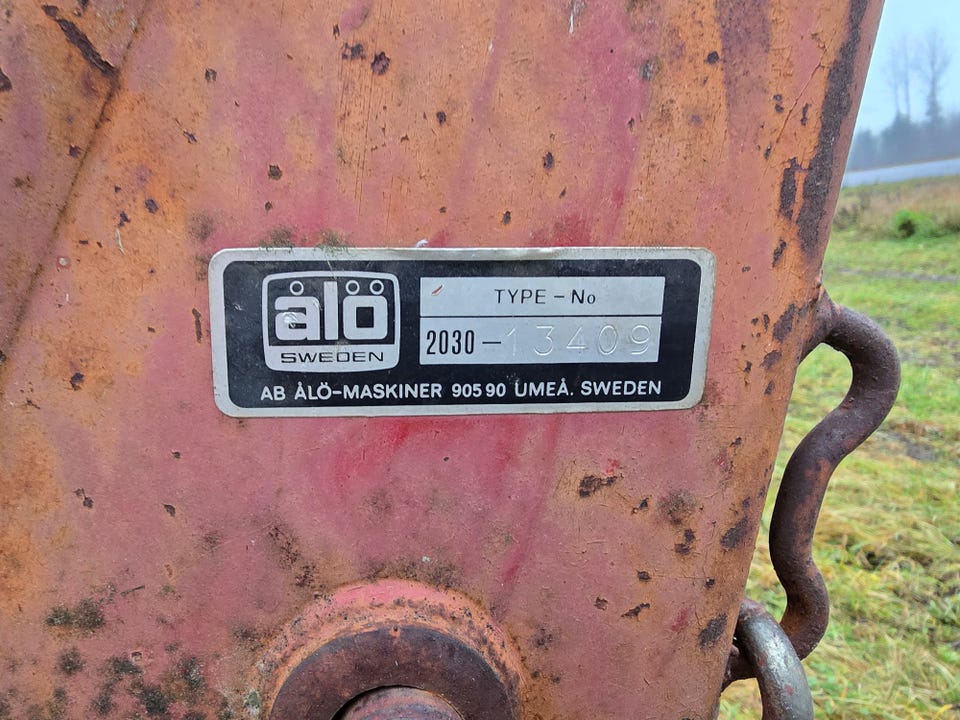 ålö
SWEDEN
TYPE - No
2030 - 13409
AB ÅLÖ-MASKINER 905 90 UMEÅ. SWEDEN